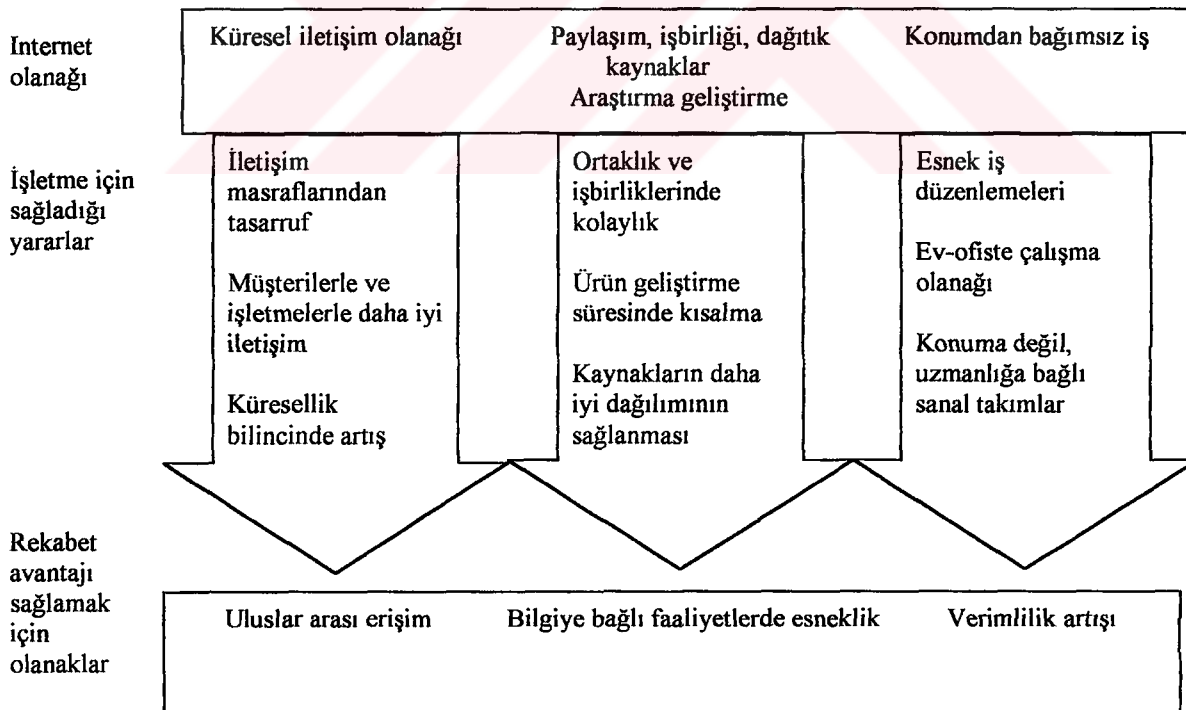 Internet
olanağı
Küresel iletişim olanağı
Paylaşım, işbirliği, dağıtık
kaynaklar
Araştırma geliştirme
Konumdan bağımsız iş
İşletme için
sağladığı
yararlar
İletişim
masraflarından
tasarruf
Müşterilerle ve
işletmelerle daha iyi
iletişim
Küresellik
bilincinde artış
Ortaklık ve
işbirliklerinde
kolaylık
Ürün geliştirme
süresinde kısalma
Kaynakların daha
iyi dağılımının
sağlanması
Esnek iş
düzenlemeleri
Ev-ofiste çalışma
olanağı
Konuma değil,
uzmanlığa bağlı
sanal takımlar
Rekabet
avantajı
sağlamak
için
olanaklar
Uluslar arası erişim
Bilgiye bağlı faaliyetlerde esneklik
Verimlilik artışı